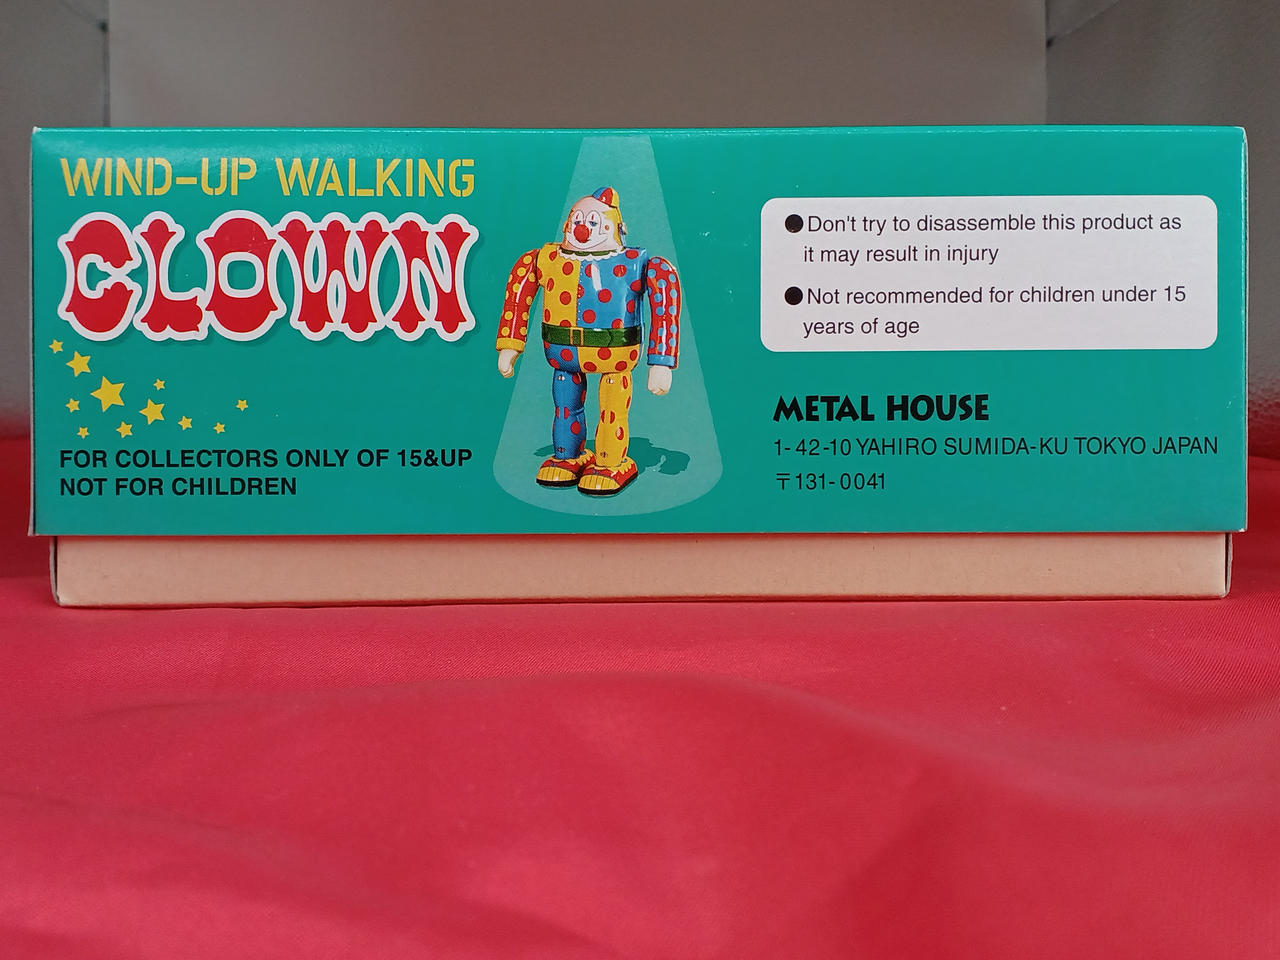 WIND-UP WALKING
CLOWN
FOR COLLECTORS ONLY OF 15&UP
NOT FOR CHILDREN
●Don't try to disassemble this product as
it may result in injury
●Not recommended for children under 15
years of age
METAL HOUSE
1-42-10 YAHIRO SUMIDA-KU TOKYO JAPAN
〒131-0041